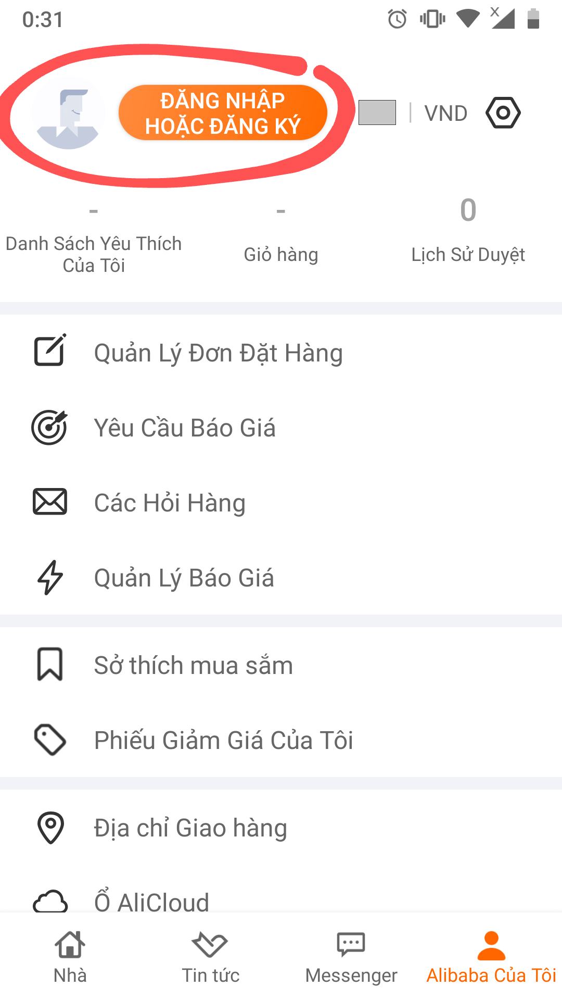 0:31
X
ĐĂNG NHẬP
HOẶC ĐĂNG KÝ
VND
-
-
0
Danh Sách Yêu Thích
Của Tôi
Giỏ hàng
Lịch Sử Duyệt
Quản Lý Đơn Đặt Hàng
Yêu Cầu Báo Giá
Các Hỏi Hàng
Quản Lý Báo Giá
Sở thích mua sắm
Phiếu Giảm Giá Của Tôi
Địa chỉ Giao hàng
Ổ AliCloud
Nhà
Tin tức
Messenger
Alibaba Của Tôi